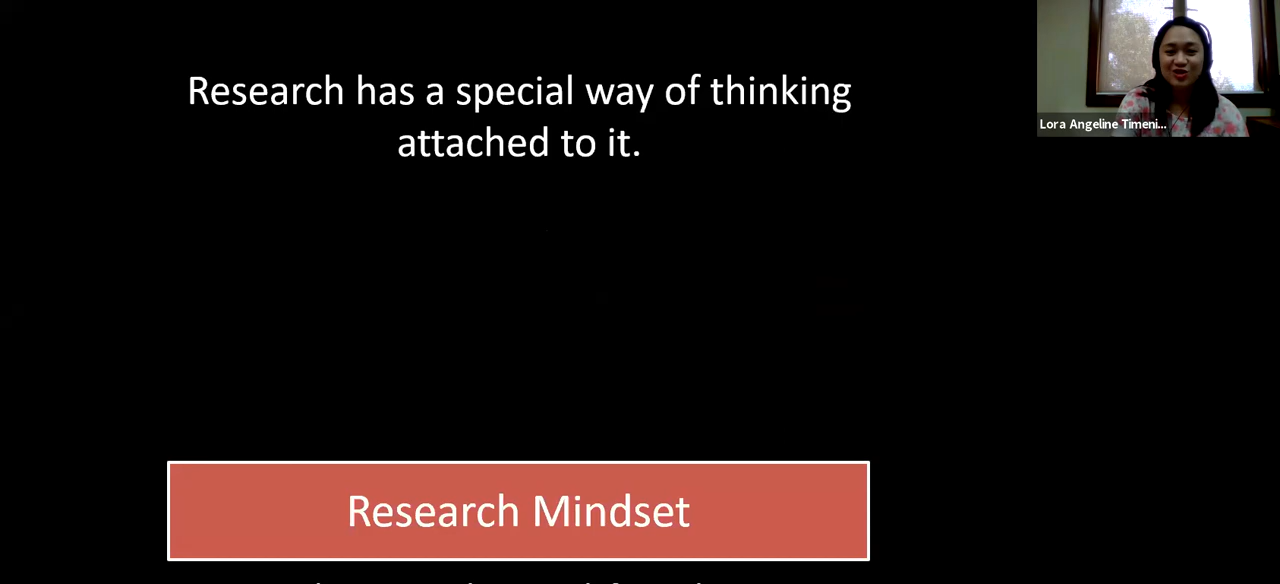 Research has a special way of thinking
attached to it.
Lora Angeline Timeni...
Research Mindset